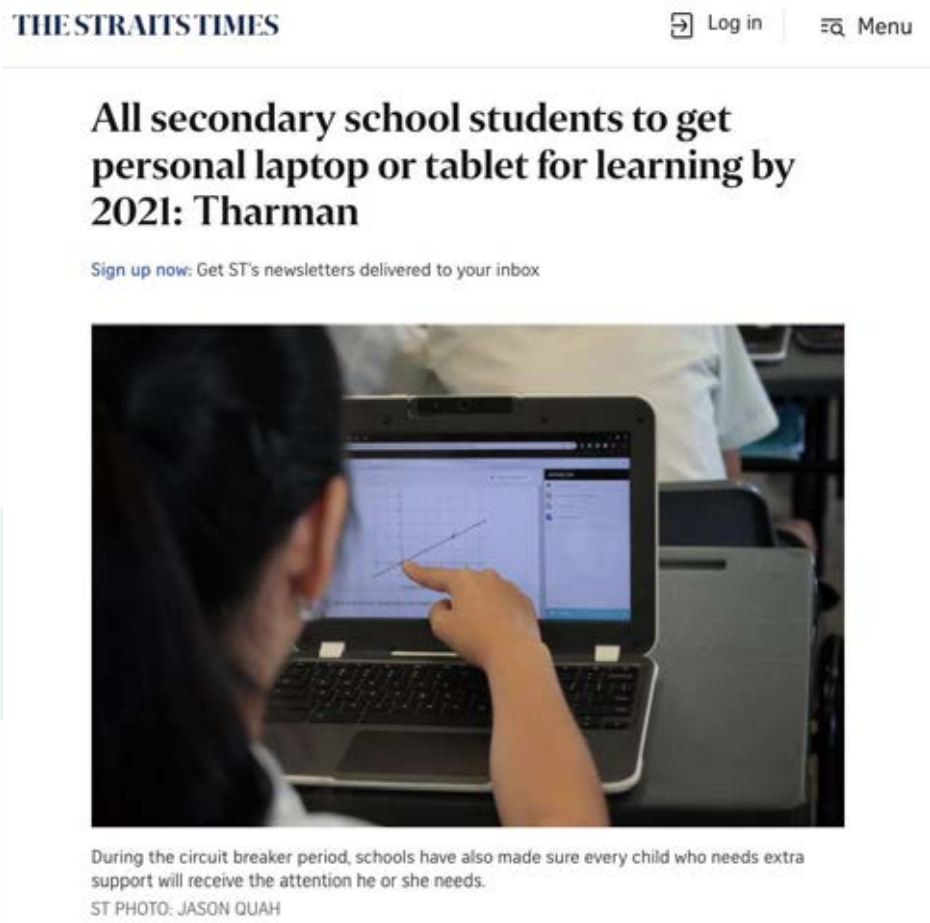 THE STRAITS TIMES
Log in
Menu
All secondary school students to get
personal laptop or tablet for learning by
2021: Tharman
Sign up now: Get ST's newsletters delivered to your inbox
During the circuit breaker period, schools have also made sure every child who needs extra
support will receive the attention he or she needs.
ST PHOTO: JASON QUAH